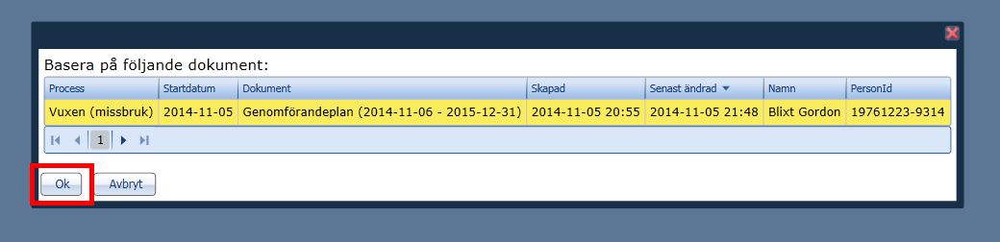 Basera på följande dokument:
Process Startdatum Dokument Skapad Senast ändrad Namn PersonId
Vuxen (missbruk) 2014-11-05 Genomförandeplan (2014-11-06 - 2015-12-31) 2014-11-05 20:55 2014-11-05 21:48 Blixt Gordon 19761223-9314
1
Ok Avbryt